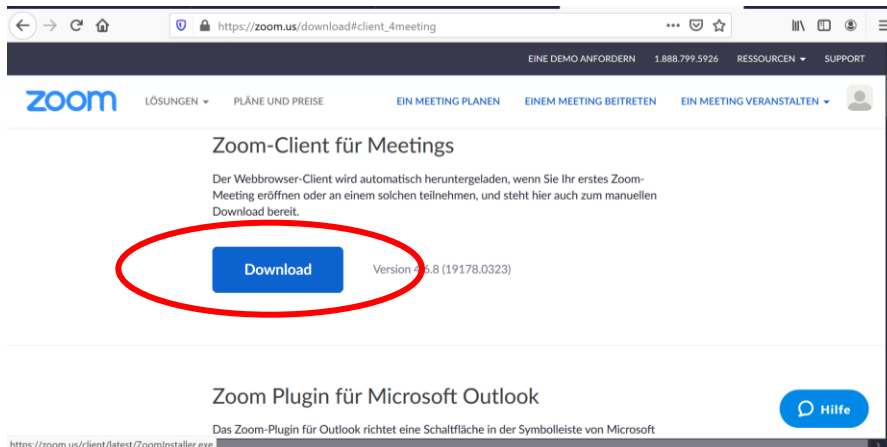 https://zoom.us/download#client_4meeting
EINE DEMO ANFORDERN 1.888.799.5926 RESSOURCEN SUPPORT
zoom LÖSUNGEN PLÄNE UND PREISE EIN MEETING PLANEN EINEM MEETING BEITRETEN EIN MEETING VERANSTALTEN
Zoom-Client für Meetings
Der Webbrowser-Client wird automatisch heruntergeladen, wenn Sie Ihr erstes Zoom-
Meeting eröffnen oder an einem solchen teilnehmen, und steht hier auch zum manuellen
Download bereit.
Download Version 4.6.8 (19178.0323)
Zoom Plugin für Microsoft Outlook
Hilfe
Das Zoom-Plugin für Outlook richtet eine Schaltfläche in der Symbolleiste von Microsoft
https://zoom.us/client/latest/ZoomInstaller.exe